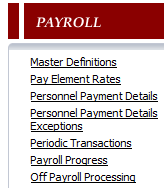 PAYROLL
Master Definitions
Pay Element Rates
Personnel Payment Details
Personnel Payment Details
Exceptions
Periodic Transactions
Payroll Progress
Off Payroll Processing